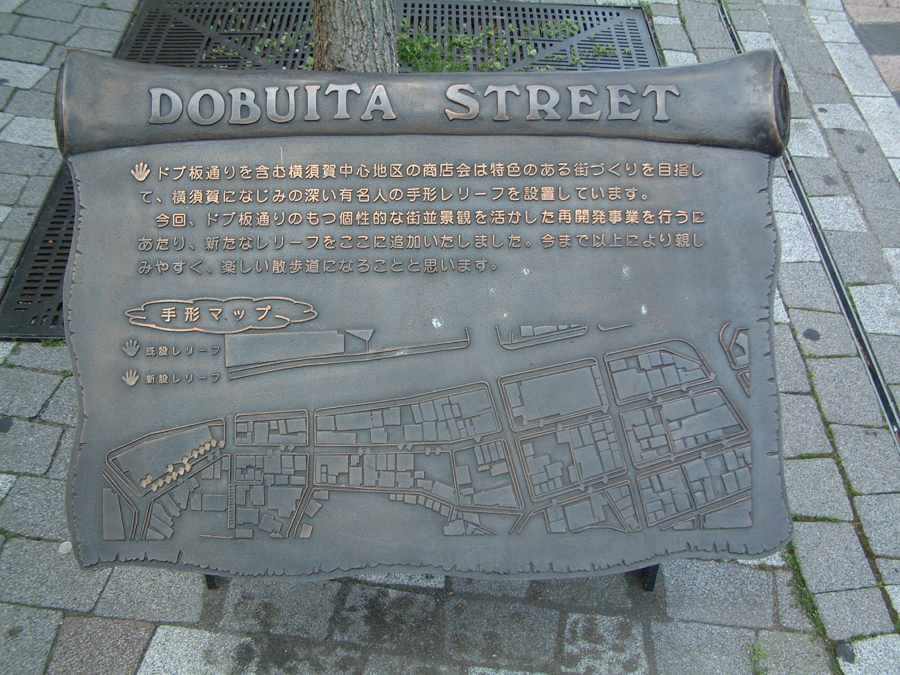 DOBUITA STREET
ドブ板通りを含む横須賀中心地区の商店会は特色のある街づくりを目指し
て、横須賀になじみの深い有名人の手形レリーフを設置しています。
今回、ドブ板通りのもつ個性的な街並景観を活かした再開発事業を行うに
あたり、新たなレリーフをここに追加いたしました。今まで以上により親し
みやすく、楽しい散歩道になることと思います。
手形マップ
既設レリーフ
新設レリーフ